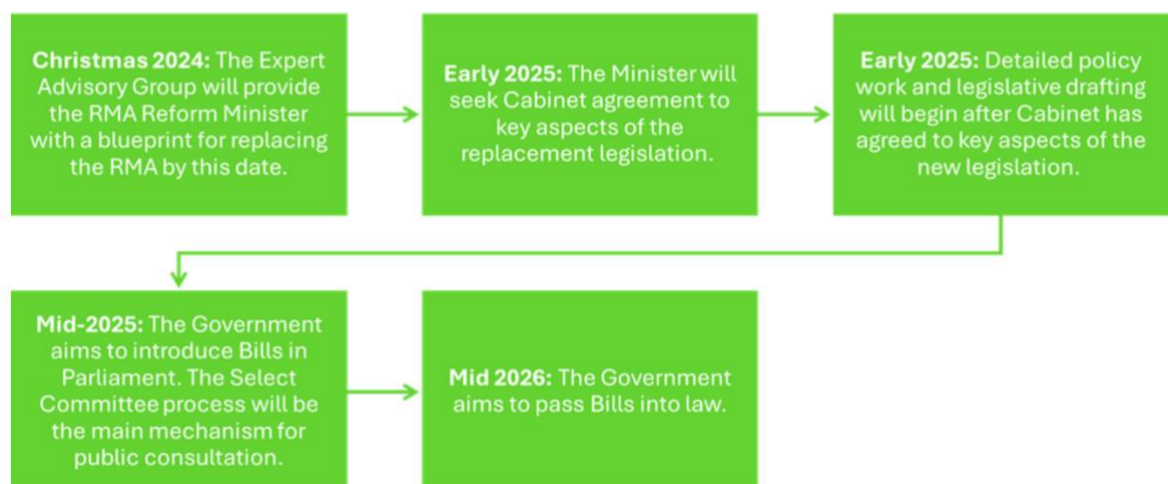 Christmas 2024: The Expert
Advisory Group will provide
the RMA Reform Minister
with a blueprint for replacing
the RMA by this date.
Early 2025: The Minister will
seek Cabinet agreement to
key aspects of the
replacement legislation.
Early 2025: Detailed policy
work and legislative drafting
will begin after Cabinet has
agreed to key aspects of the
new legislation.
Mid-2025: The Government
aims to introduce Bills in
Parliament. The Select
Committee process will be
the main mechanism for
public consultation.
Mid 2026: The Government
aims to pass Bills into law.